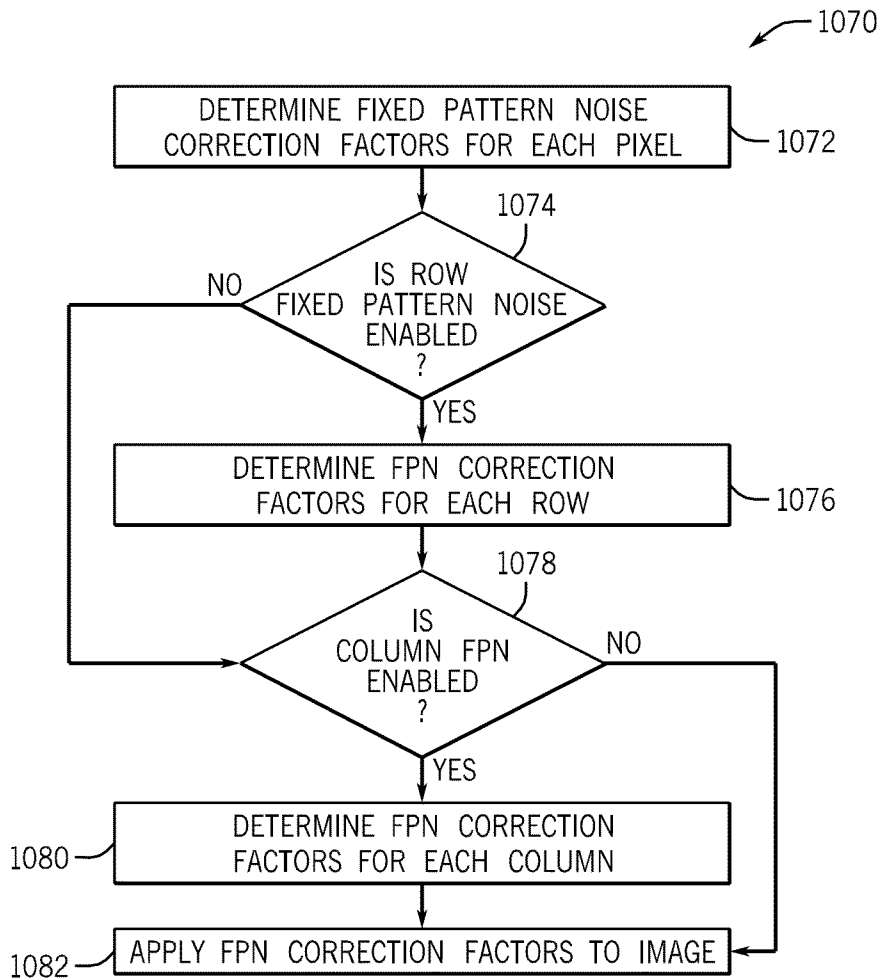 1070
DETERMINE FIXED PATTERN NOISE
CORRECTION FACTORS FOR EACH PIXEL
1072
1074
IS ROW
FIXED PATTERN NOISE
ENABLED
?
NO
YES
DETERMINE FPN CORRECTION
FACTORS FOR EACH ROW
1076
1078
IS
COLUMN FPN
ENABLED
?
NO
YES
DETERMINE FPN CORRECTION
FACTORS FOR EACH COLUMN
1080
APPLY FPN CORRECTION FACTORS TO IMAGE
1082